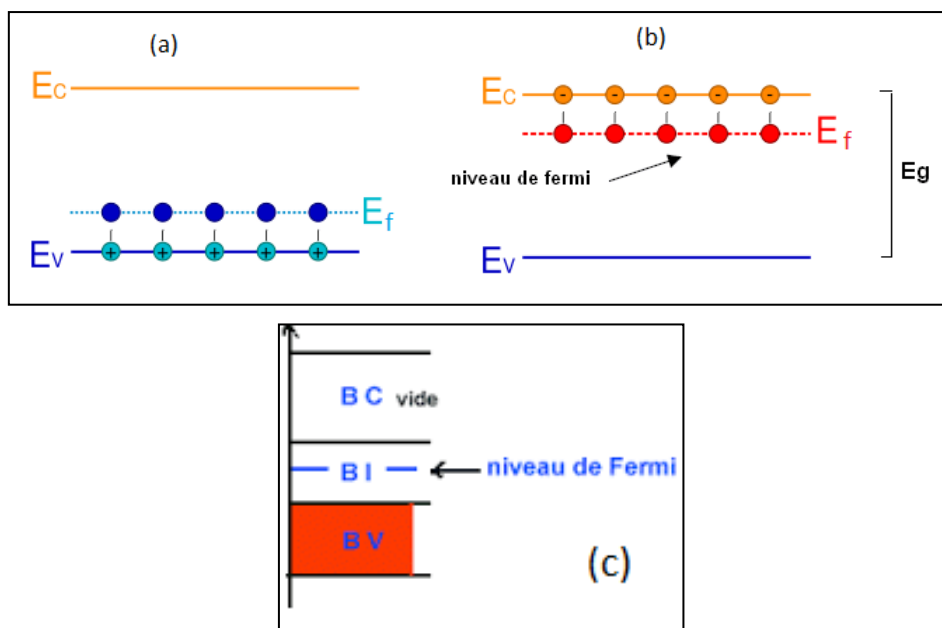 (a)
(b)
Ec
Ec
- - - - -
Ef
niveau de fermi
Eg
Ef
Ev
+ + + + +
Ev
B C vide
B I
niveau de Fermi
B V
(c)